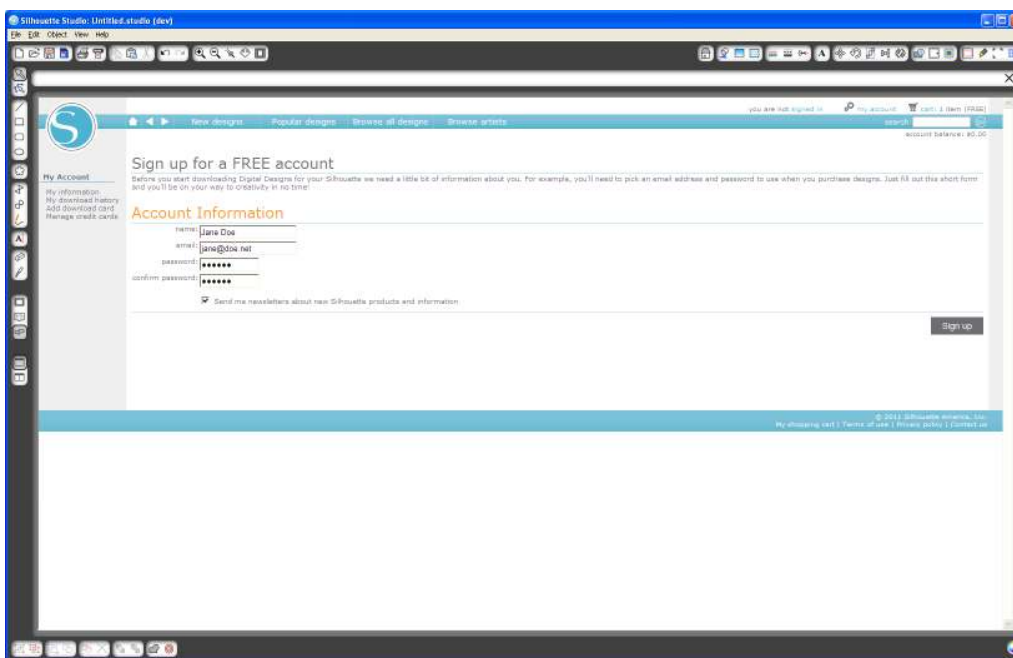 Silhouette Studio: Untitled.studio (dev)
File Edit Object View Help
you are not signed in my account cart: 1 item (FREE)
New designs Popular designs Browse all designs Browse artists search
account balance: $0.00
Sign up for a FREE account
Before you start downloading Digital Designs for your Silhouette we need a little bit of information about you. For example, you'll need to pick an email address and password to use when you purchase designs. Just fill out this short form
and you'll be on your way to creativity in no time!
My Account
My information
My download history
Add download card
Manage credit cards
Account Information
name: Jane Doe
email: jane@doe.net
password: ●●●●●●
confirm password: ●●●●●●
Send me newsletters about new Silhouette products and information
Sign up
© 2011 Silhouette America, Inc.
My shopping cart | Terms of use | Privacy policy | Contact us